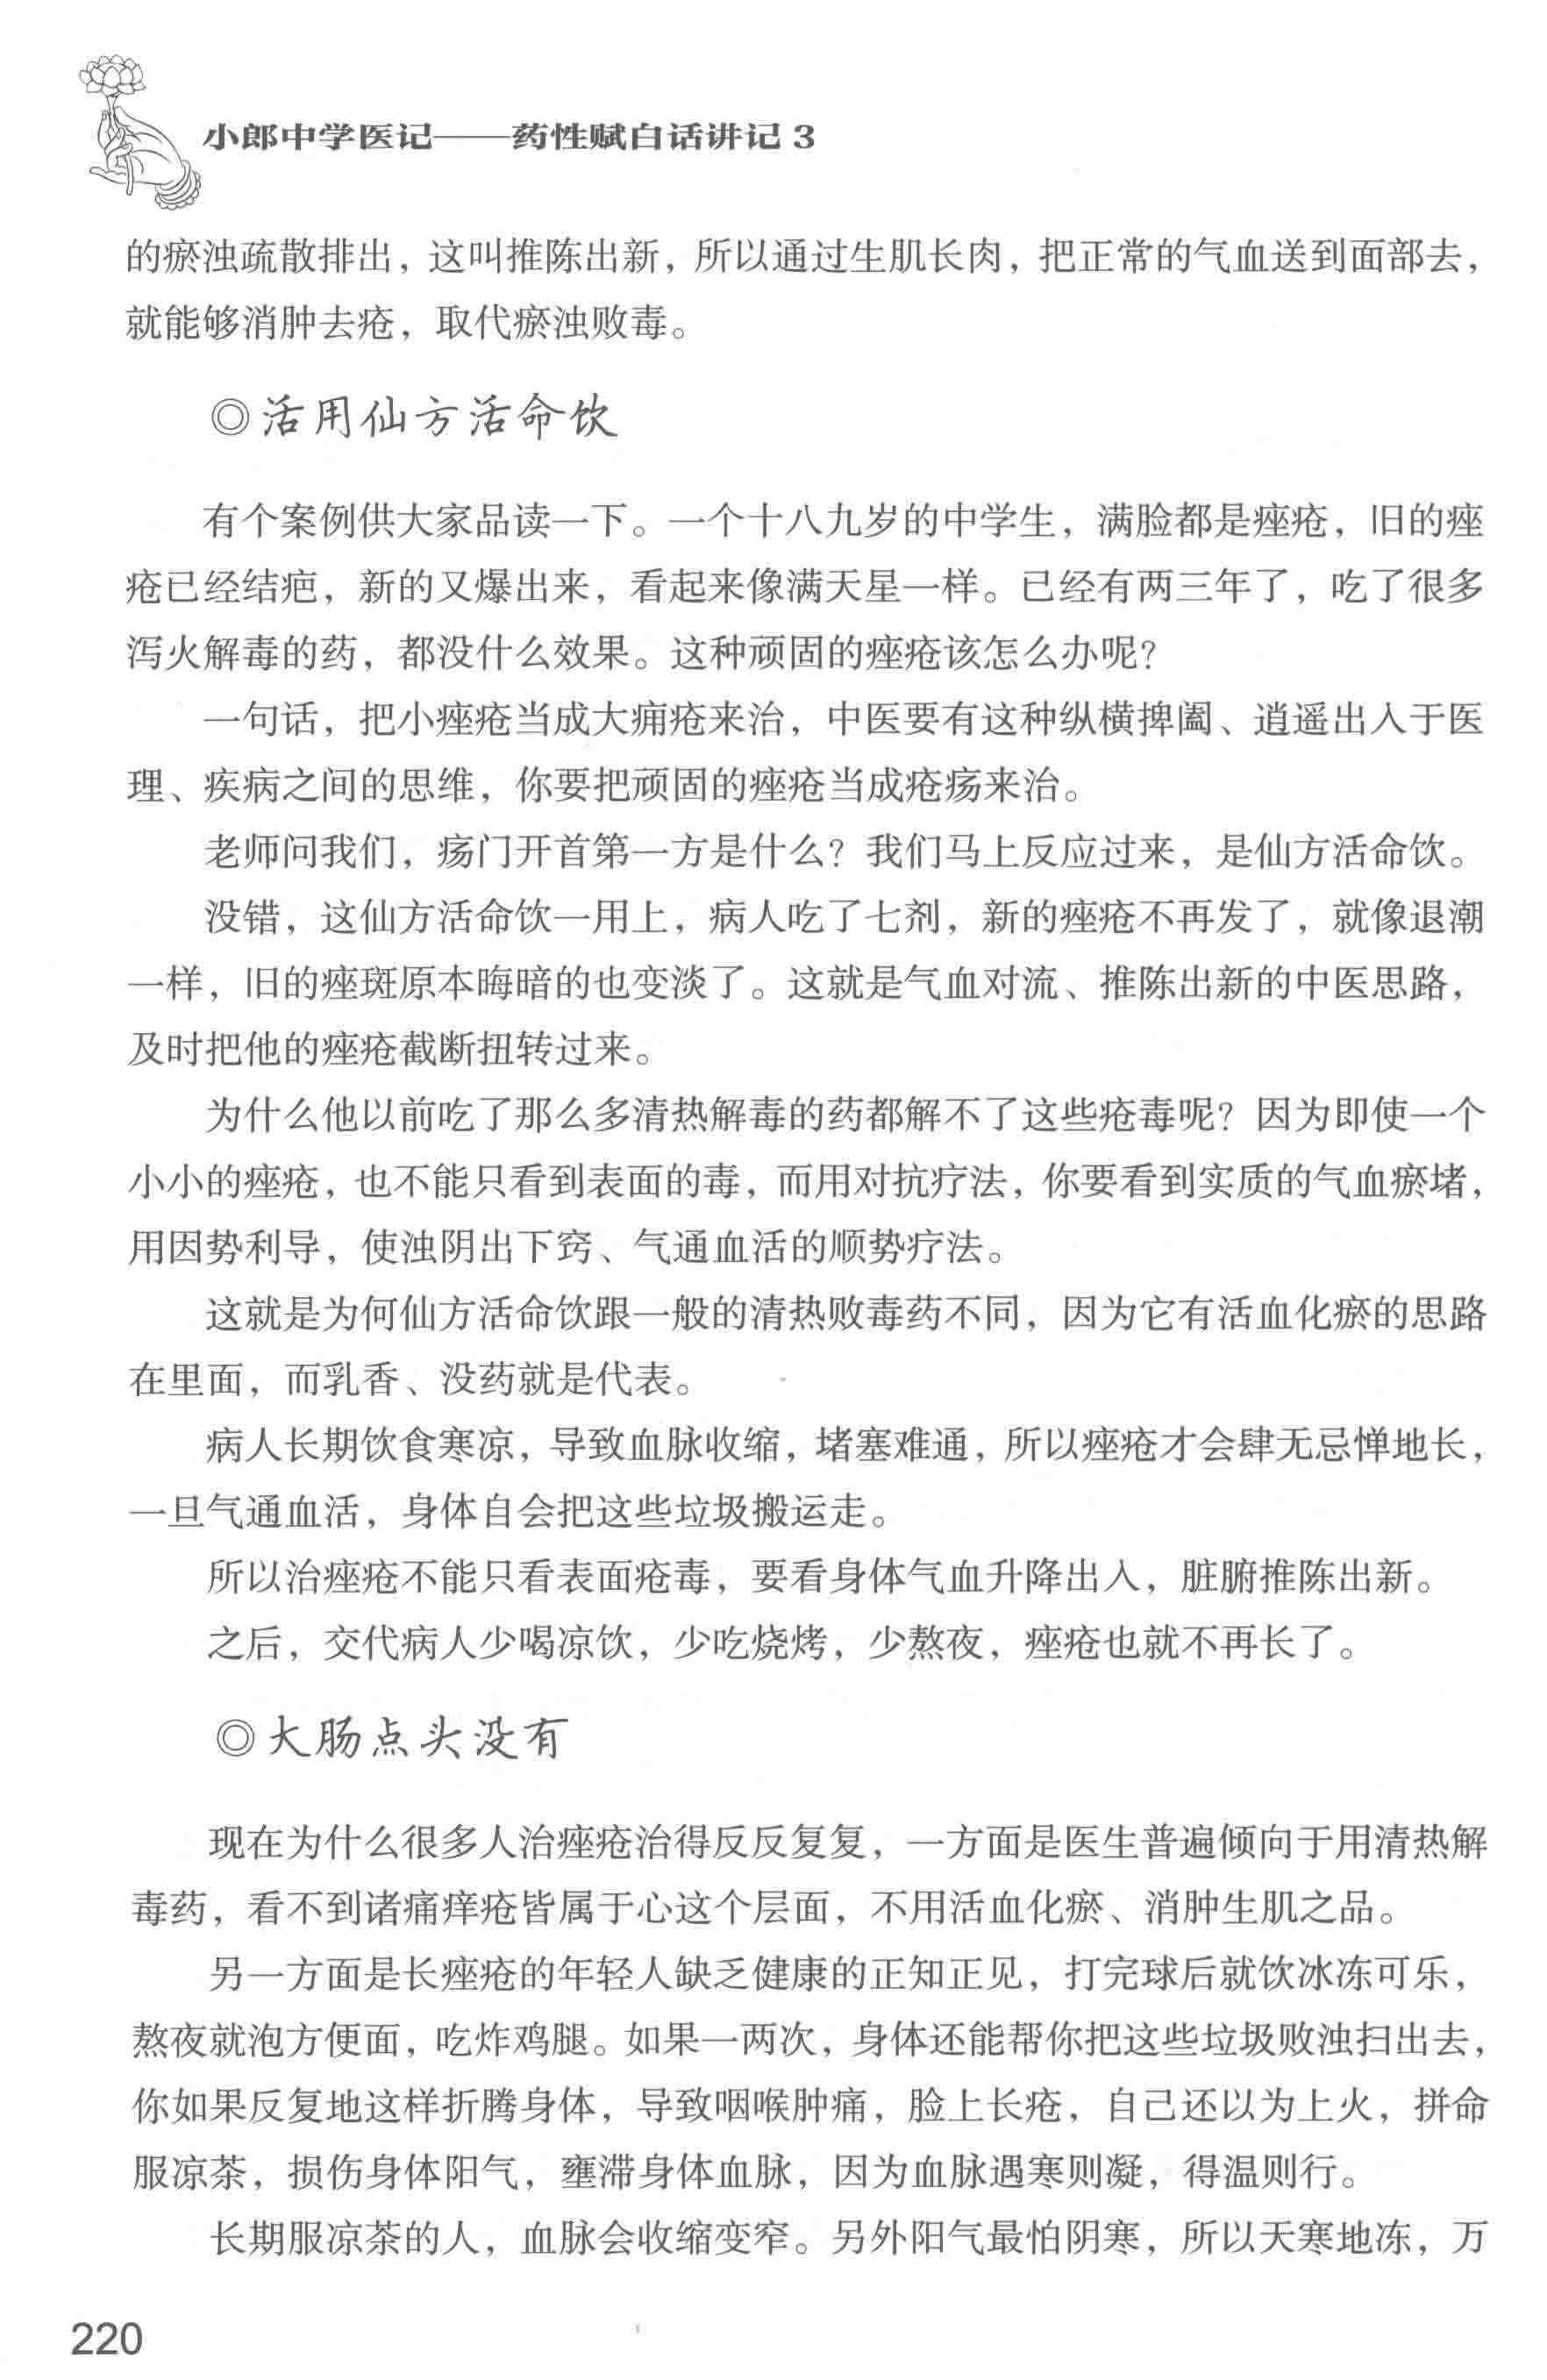 小郎中学医记——药性赋白话讲记 3
的瘀浊疏散排出，这叫推陈出新，所以通过生肌长肉，把正常的气血送到面部去，
就能够消肿去疮，取代瘀浊败毒。
◎活用仙方活命饮
有个案例供大家品读一下。一个十八九岁的中学生，满脸都是痤疮，旧的痤
疮已经结疤，新的又爆出来，看起来像满天星一样。已经有两三年了，吃了很多
泻火解毒的药，都没什么效果。这种顽固的痤疮该怎么办呢？
一句话，把小痤疮当成大痈疮来治，中医要有这种纵横捭阖、逍遥出入于医
理、疾病之间的思维，你要把顽固的痤疮当成疮疡来治。
老师问我们，疡门开首第一方是什么？我们马上反应过来，是仙方活命饮。
没错，这仙方活命饮一用上，病人吃了七剂，新的痤疮不再发了，就像退潮
一样，旧的痤斑原本晦暗的也变淡了。这就是气血对流、推陈出新的中医思路，
及时把他的痤疮截断扭转过来。
为什么他以前吃了那么多清热解毒的药都解不了这些疮毒呢？因为即使一个
小小的痤疮，也不能只看到表面的毒，而用对抗疗法，你要看到实质的气血瘀堵，
用因势利导，使浊阴出下窍、气通血活的顺势疗法。
这就是为何仙方活命饮跟一般的清热败毒药不同，因为它有活血化瘀的思路
在里面，而乳香、没药就是代表。
病人长期饮食寒凉，导致血脉收缩，堵塞难通，所以痤疮才会肆无忌惮地长，
一旦气通血活，身体自会把这些垃圾搬运走。
所以治痤疮不能只看表面疮毒，要看身体气血升降出入，脏腑推陈出新。
之后，交代病人少喝凉饮，少吃烧烤，少熬夜，痤疮也就不再长了。
◎大肠点头没有
现在为什么很多人治痤疮治得反反复复，一方面是医生普遍倾向于用清热解
毒药，看不到诸痛痒疮皆属于心这个层面，不用活血化瘀、消肿生肌之品。
另一方面是长痤疮的年轻人缺乏健康的正知正见，打完球后就饮冰冻可乐，
熬夜就泡方便面，吃炸鸡腿。如果一两次，身体还能帮你把这些垃圾败浊扫出去，
你如果反复地这样折腾身体，导致咽喉肿痛，脸上长疮，自己还以为上火，拼命
服凉茶，损伤身体阳气，壅滞身体血脉，因为血脉遇寒则凝，得温则行。
长期服凉茶的人，血脉会收缩变窄。另外阳气最怕阴寒，所以天寒地冻，万
220